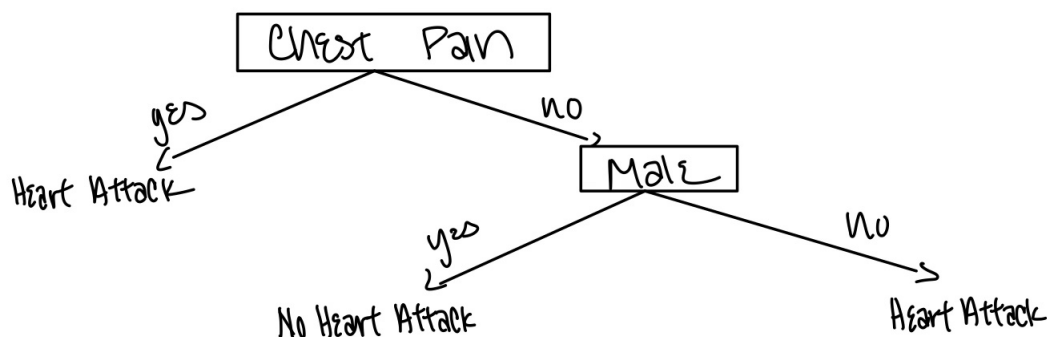 Chest Pain
yes
no
Heart Attack
Male
yes
no
No Heart Attack
Heart Attack